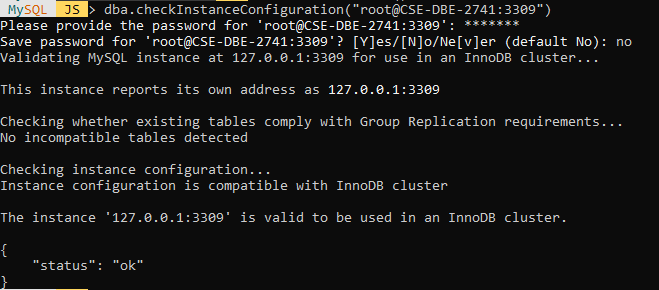 MySQL JS > dba.checkInstanceConfiguration("root@CSE-DBE-2741:3309")
Please provide the password for 'root@CSE-DBE-2741:3309': *******
Save password for 'root@CSE-DBE-2741:3309'? [Y]es/[N]o/Ne[v]er (default No): no
Validating MySQL instance at 127.0.0.1:3309 for use in an InnoDB cluster...
This instance reports its own address as 127.0.0.1:3309
Checking whether existing tables comply with Group Replication requirements...
No incompatible tables detected
Checking instance configuration...
Instance configuration is compatible with InnoDB cluster
The instance '127.0.0.1:3309' is valid to be used in an InnoDB cluster.
{
    "status": "ok"
}